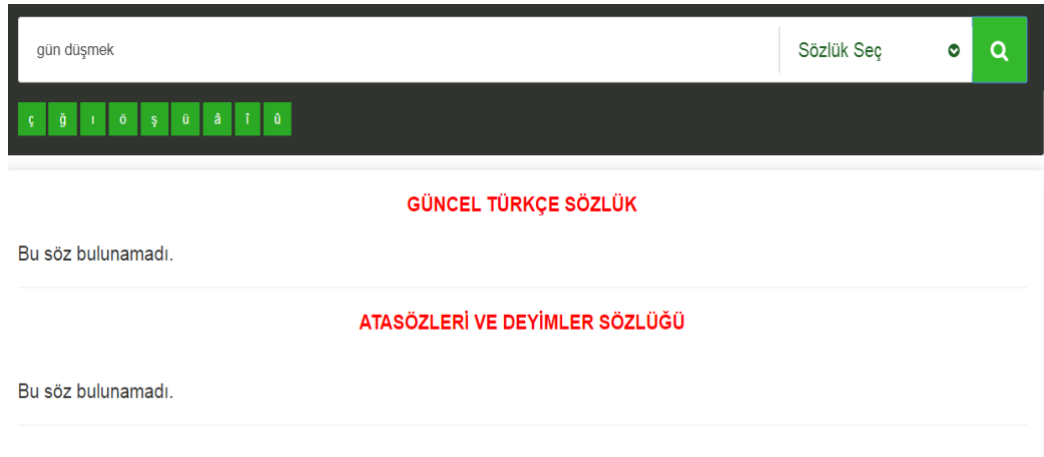 gün düşmek
Sözlük Seç
ç ğ ı ö ş ü â î û
GÜNCEL TÜRKÇE SÖZLÜK
Bu söz bulunamadı.
ATASÖZLERİ VE DEYİMLER SÖZLÜĞÜ
Bu söz bulunamadı.